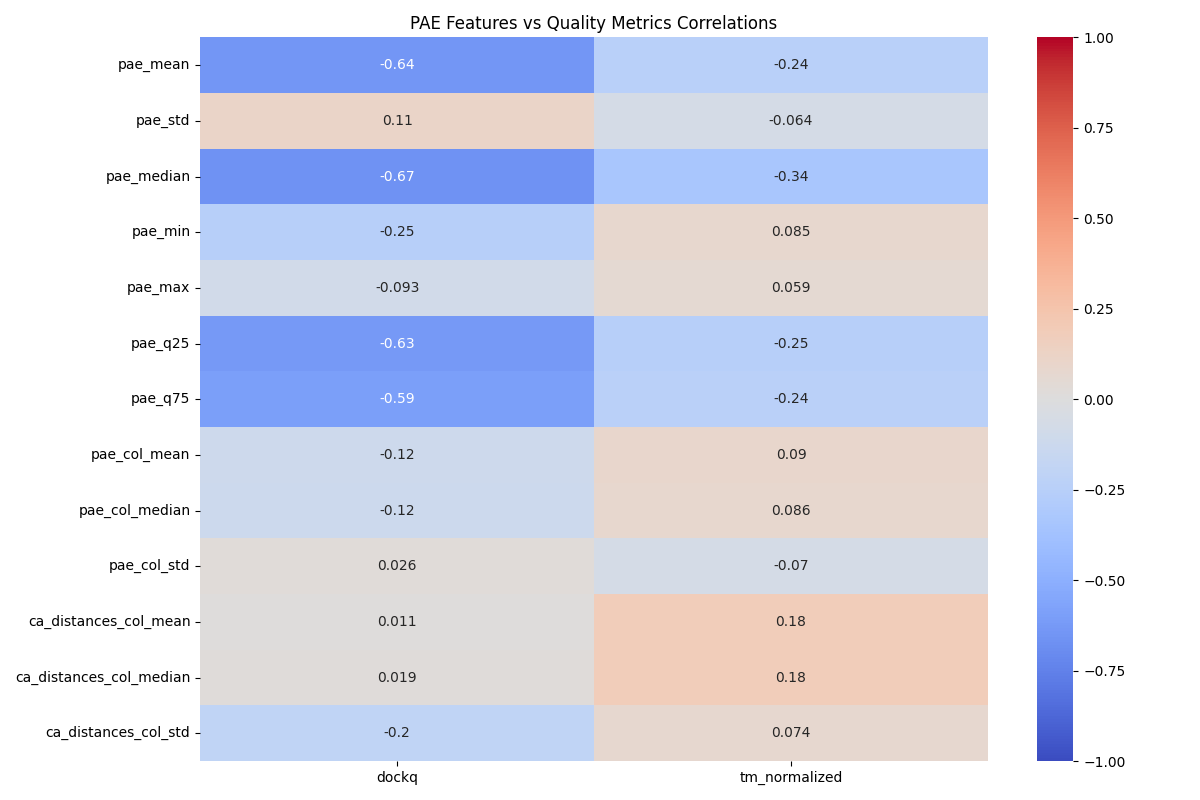 PAE Features vs Quality Metrics Correlations
pae_mean -0.64 -0.24
pae_std 0.11 -0.064
pae_median -0.67 -0.34
pae_min -0.25 0.085
pae_max -0.093 0.059
pae_q25 -0.63 -0.25
pae_q75 -0.59 -0.24
pae_col_mean -0.12 0.09
pae_col_median -0.12 0.086
pae_col_std 0.026 -0.07
ca_distances_col_mean 0.011 0.18
ca_distances_col_median 0.019 0.18
ca_distances_col_std -0.2 0.074
dockq tm_normalized
1.00
0.75
0.50
0.25
0.00
−0.25
−0.50
−0.75
−1.00